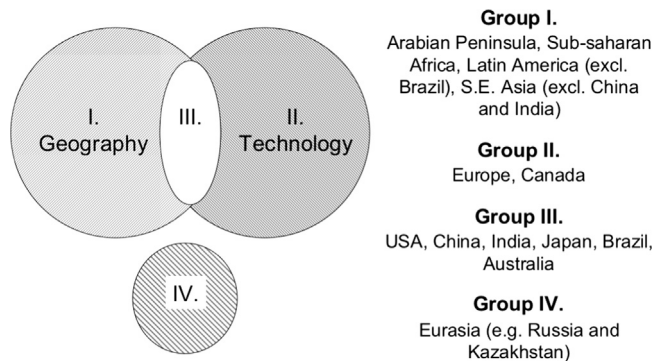 I.
Geography
III.
II.
Technology
IV.
Group I.
Arabian Peninsula, Sub-saharan
Africa, Latin America (excl.
Brazil), S.E. Asia (excl. China
and India)
Group II.
Europe, Canada
Group III.
USA, China, India, Japan, Brazil,
Australia
Group IV.
Eurasia (e.g. Russia and
Kazakhstan)